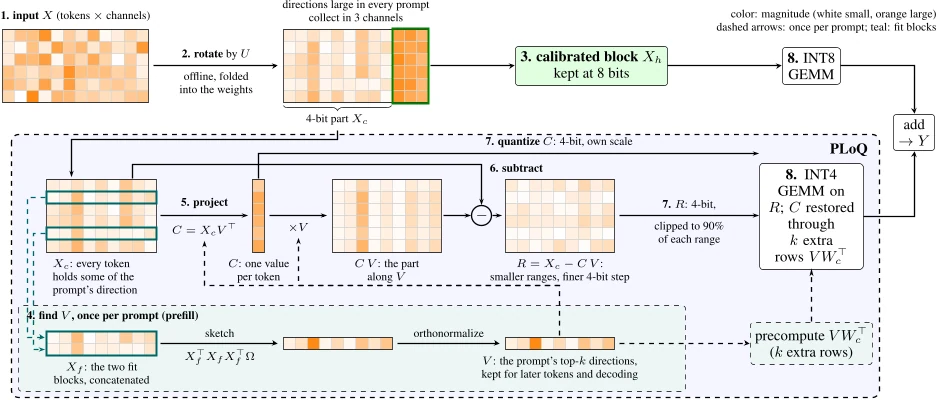 directions large in every prompt
collect in 3 channels
1. input X (tokens × channels)
color: magnitude (white small, orange large)
dashed arrows: once per prompt; teal: fit blocks
2. rotate by U
offline, folded
into the weights
3. calibrated block X_h
kept at 8 bits
8. INT8
GEMM
4-bit part X_c
add
→ Y
7. quantize C: 4-bit, own scale
PLoQ
6. subtract
5. project
C = X_c V^⊤
×V
−
7. R: 4-bit,
clipped to 90%
of each range
8. INT4
GEMM on
R; C restored
through
k extra
rows V W_c^⊤
X_c: every token
holds some of the
prompt's direction
C: one value
per token
C V: the part
along V
R = X_c − C V:
smaller ranges, finer 4-bit step
4. find V, once per prompt (prefill)
sketch
X_f^⊤ X_f X_f^⊤ Ω
orthonormalize
precompute V W_c^⊤
(k extra rows)
X_f: the two fit
blocks, concatenated
V: the prompt's top-k directions,
kept for later tokens and decoding